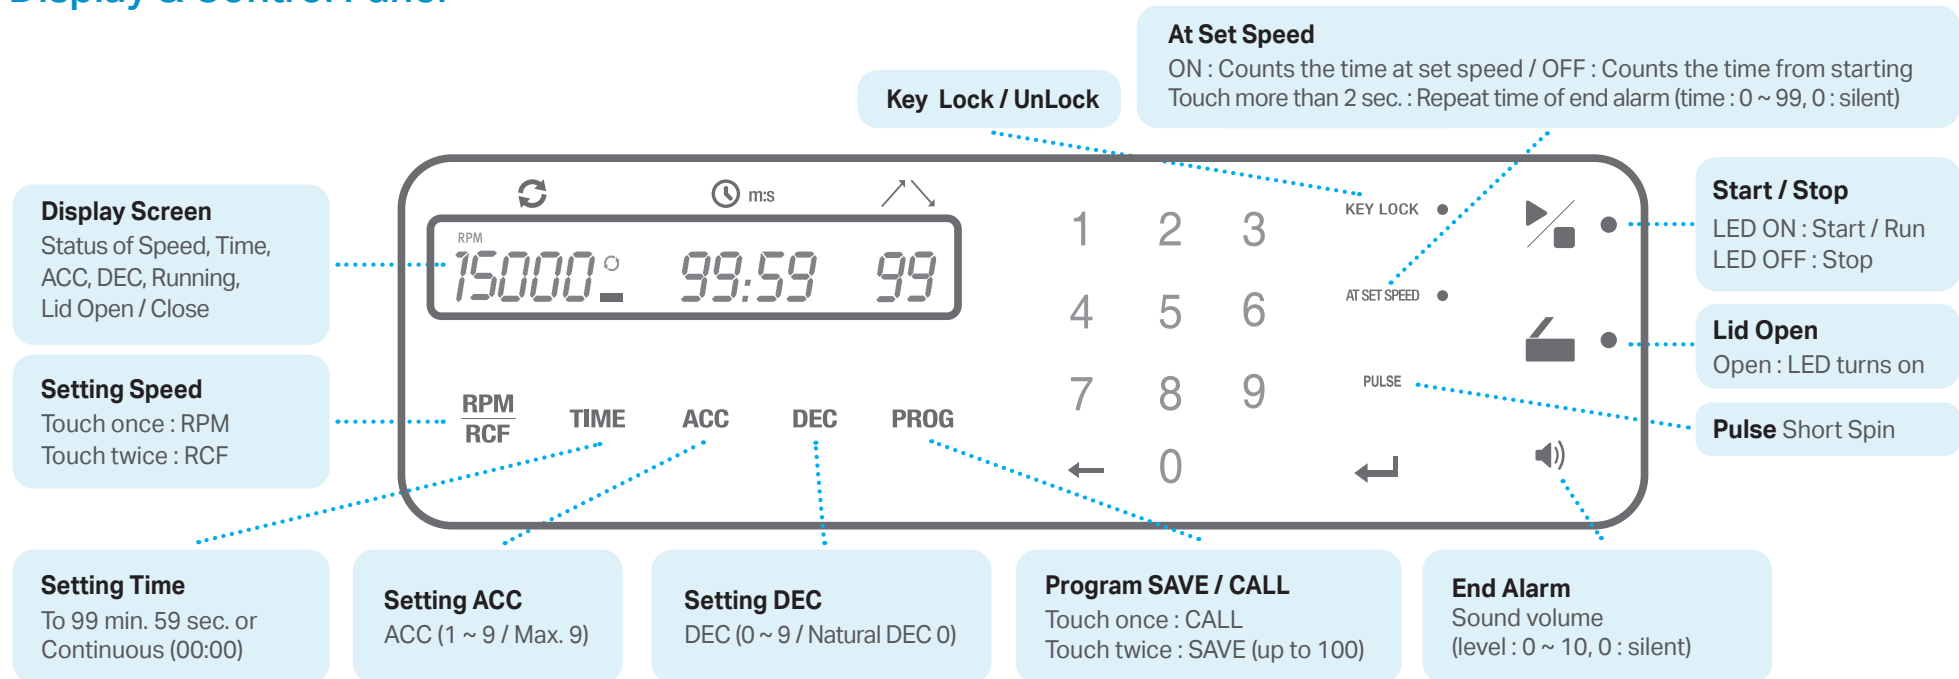 Display & Control Panel
At Set Speed
ON : Counts the time at set speed / OFF : Counts the time from starting
Touch more than 2 sec. : Repeat time of end alarm (time : 0 ~ 99, 0 : silent)
Key Lock / UnLock
Display Screen
Status of Speed, Time,
ACC, DEC, Running,
Lid Open / Close
Setting Speed
Touch once : RPM
Touch twice : RCF
m:s
RPM
15000 99:59 99
RPM
RCF
TIME
ACC
DEC
PROG
1 2 3
4 5 6
7 8 9
0
KEY LOCK
AT SET SPEED
PULSE
Start / Stop
LED ON : Start / Run
LED OFF : Stop
Lid Open
Open : LED turns on
Pulse Short Spin
Setting Time
To 99 min. 59 sec. or
Continuous (00:00)
Setting ACC
ACC (1 ~ 9 / Max. 9)
Setting DEC
DEC (0 ~ 9 / Natural DEC 0)
Program SAVE / CALL
Touch once : CALL
Touch twice : SAVE (up to 100)
End Alarm
Sound volume
(level : 0 ~ 10, 0 : silent)